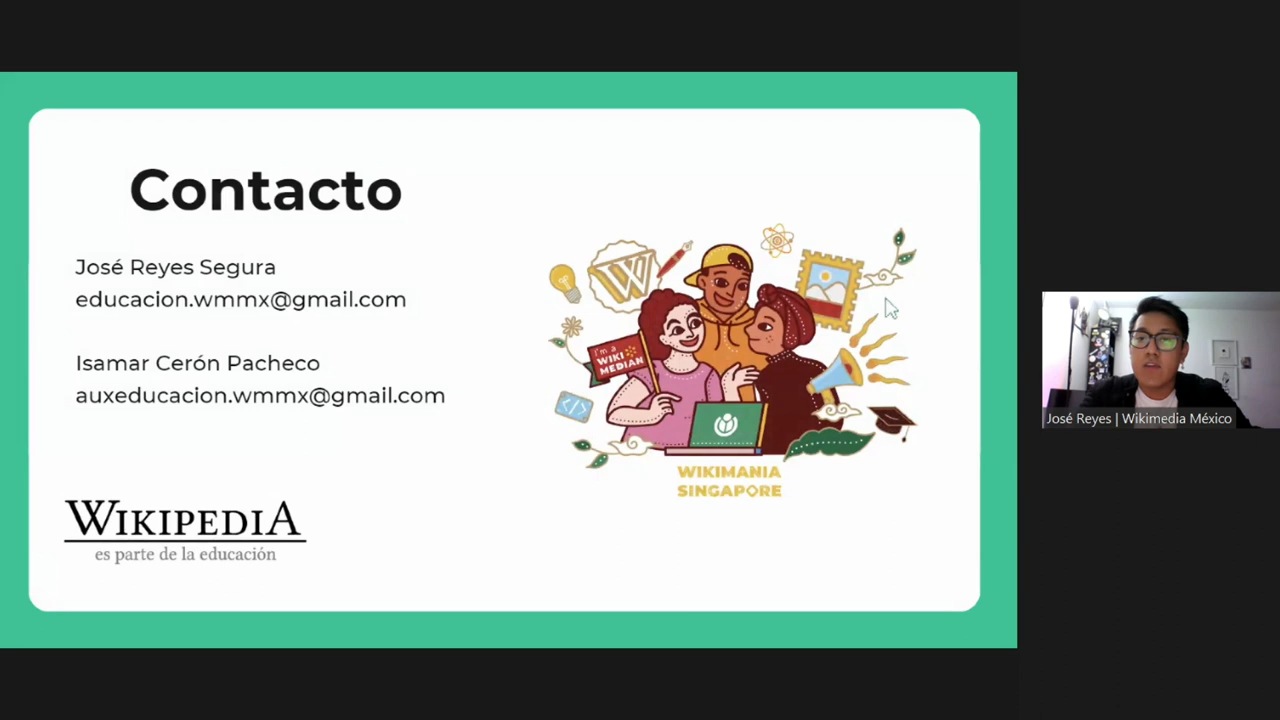 Contacto
José Reyes Segura
educacion.wmmx@gmail.com
Isamar Cerón Pacheco
auxeducacion.wmmx@gmail.com
WIKIPEDIA
es parte de la educación
W
I'm a
WIKI
MEDIAN
</>
WIKIMANIA
SINGAPORE
José Reyes | Wikimedia México